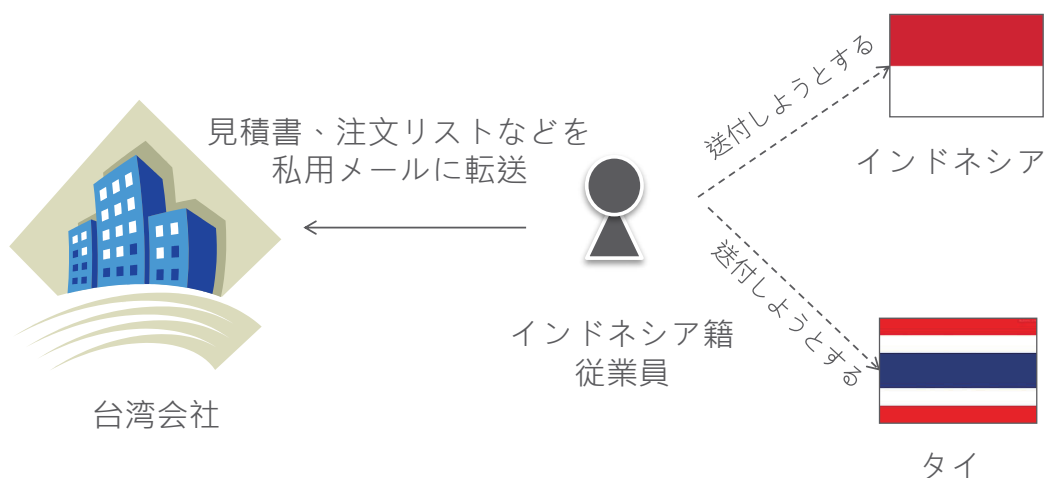 見積書、注文リストなどを
私用メールに転送
送付しようとする
インドネシア
送付しようとする
インドネシア籍
従業員
台湾会社
タイ